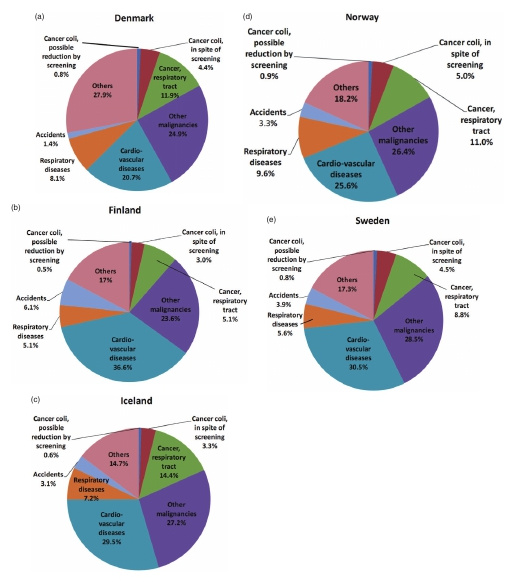 (a)
Denmark
Cancer coli,
possible
reduction by
screening
0.8%
Cancer coli, in
spite of
screening
4.4%
Cancer,
respiratory
tract
11.9%
Others
27.9%
Other
malignancies
24.9%
Accidents
1.4%
Respiratory
diseases
8.1%
Cardio-
vascular
diseases
20.7%
(b)
Finland
Cancer coli,
possible
reduction by
screening
0.5%
Cancer coli, in
spite of
screening
3.0%
Cancer,
respiratory
tract
5.1%
Others
17%
Other
malignancies
23.6%
Accidents
6.1%
Respiratory
diseases
5.1%
Cardio-
vascular
diseases
36.6%
(c)
Iceland
Cancer coli,
possible
reduction by
screening
0.6%
Cancer coli, in
spite of
screening
3.3%
Cancer,
respiratory
tract
14.4%
Others
14.7%
Accidents
3.1%
Respiratory
diseases
7.2%
Other
malignancies
27.2%
Cardio-
vascular
diseases
29.5%
(d)
Norway
Cancer coli,
possible
reduction by
screening
0.9%
Cancer coli, in
spite of
screening
5.0%
Cancer,
respiratory
tract
11.0%
Others
18.2%
Accidents
3.3%
Respiratory
diseases
9.6%
Other
malignancies
26.4%
Cardio-vascular
diseases
25.6%
(e)
Sweden
Cancer coli,
possible
reduction by
screening
0.8%
Cancer coli, in
spite of
screening
4.5%
Cancer,
respiratory
tract
8.8%
Others
17.3%
Accidents
3.9%
Respiratory
diseases
5.6%
Other
malignancies
28.5%
Cardio-
vascular
diseases
30.5%